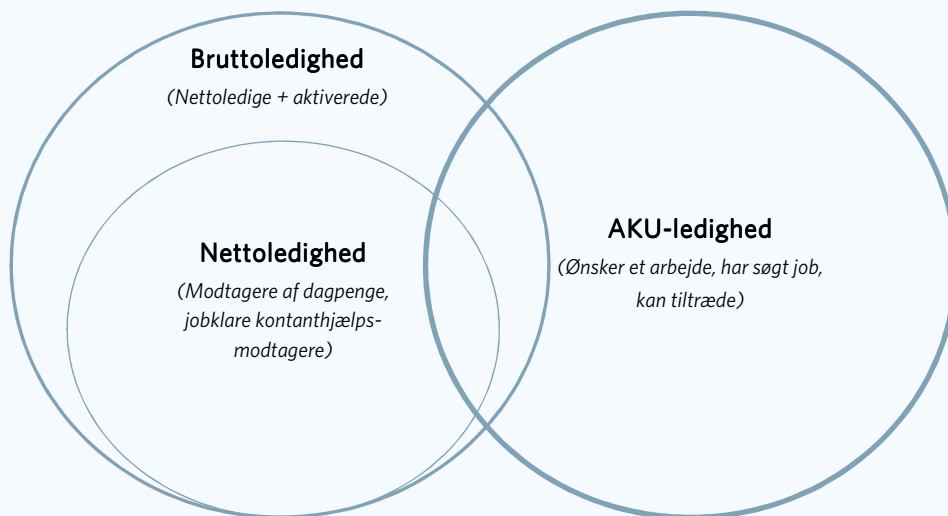 Bruttoledighed
(Nettoledige + aktiverede)
Nettoledighed
(Modtagere af dagpenge,
jobklare kontanthjælps-
modtagere)
AKU-ledighed
(Ønsker et arbejde, har søgt job,
kan tiltræde)